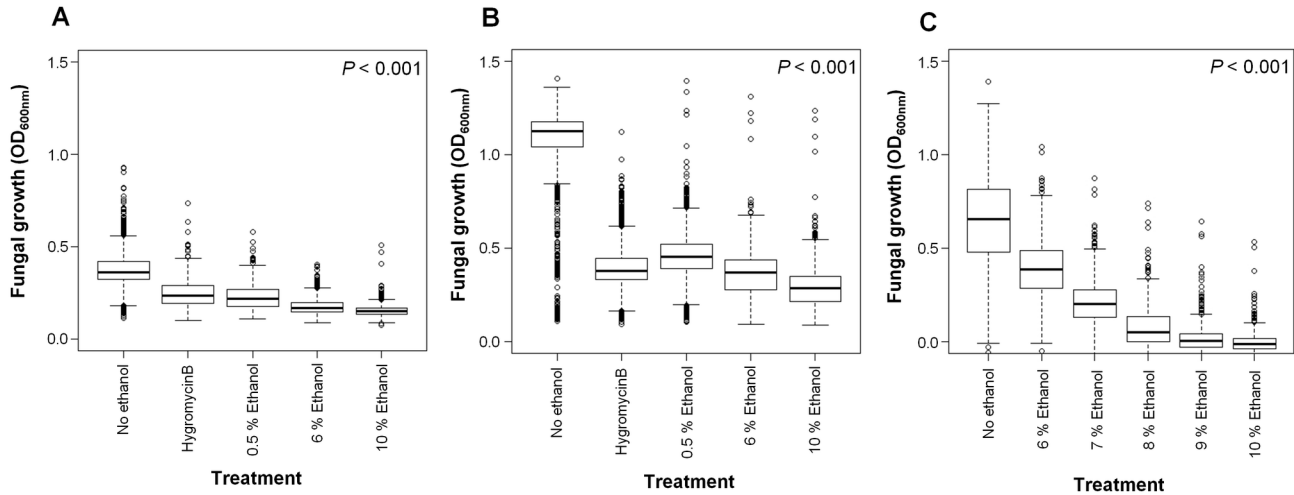 A
P < 0.001
Fungal growth (OD600nm)
1.5
1.0
0.5
0.0
No ethanol
HygromycinB
0.5 % Ethanol
6 % Ethanol
10 % Ethanol
Treatment
B
P < 0.001
Fungal growth (OD600nm)
1.5
1.0
0.5
0.0
No ethanol
HygromycinB
0.5 % Ethanol
6 % Ethanol
10 % Ethanol
Treatment
C
P < 0.001
Fungal growth (OD600nm)
1.5
1.0
0.5
0.0
No ethanol
6 % Ethanol
7 % Ethanol
8 % Ethanol
9 % Ethanol
10 % Ethanol
Treatment